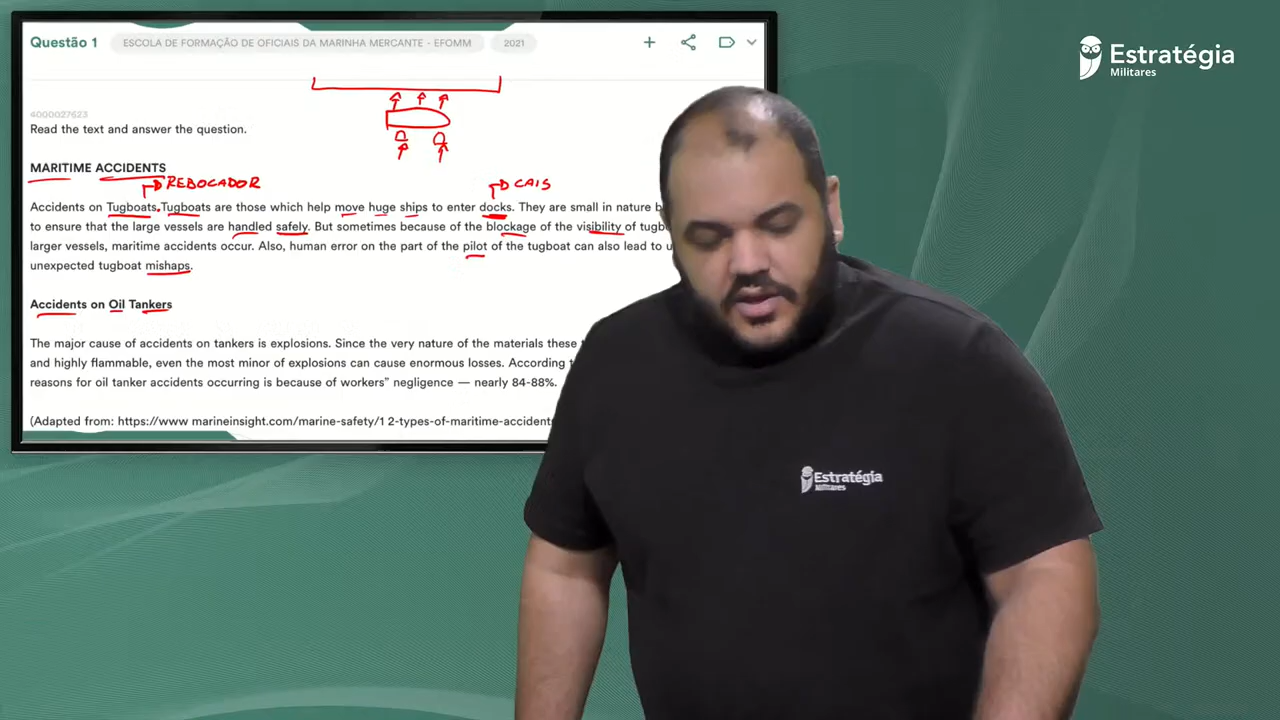 Questão 1
ESCOLA DE FORMAÇÃO DE OFICIAIS DA MARINHA MERCANTE - EFOMM
2021
Estratégia
Militares
4000027623
Read the text and answer the question.
MARITIME ACCIDENTS
REBOCADOR
CAIS
Accidents on Tugboats.Tugboats are those which help move huge ships to enter docks. They are small in nature
to ensure that the large vessels are handled safely. But sometimes because of the blockage of the visibility of
larger vessels, maritime accidents occur. Also, human error on the part of the pilot of the tugboat can also lead to
unexpected tugboat mishaps.
Accidents on Oil Tankers
The major cause of accidents on tankers is explosions. Since the very nature of the materials these
and highly flammable, even the most minor of explosions can cause enormous losses. According
reasons for oil tanker accidents occurring is because of workers” negligence — nearly 84-88%.
(Adapted from: https://www marineinsight.com/marine-safety/1 2-types-of-maritime-accidents
Estratégia
Militares